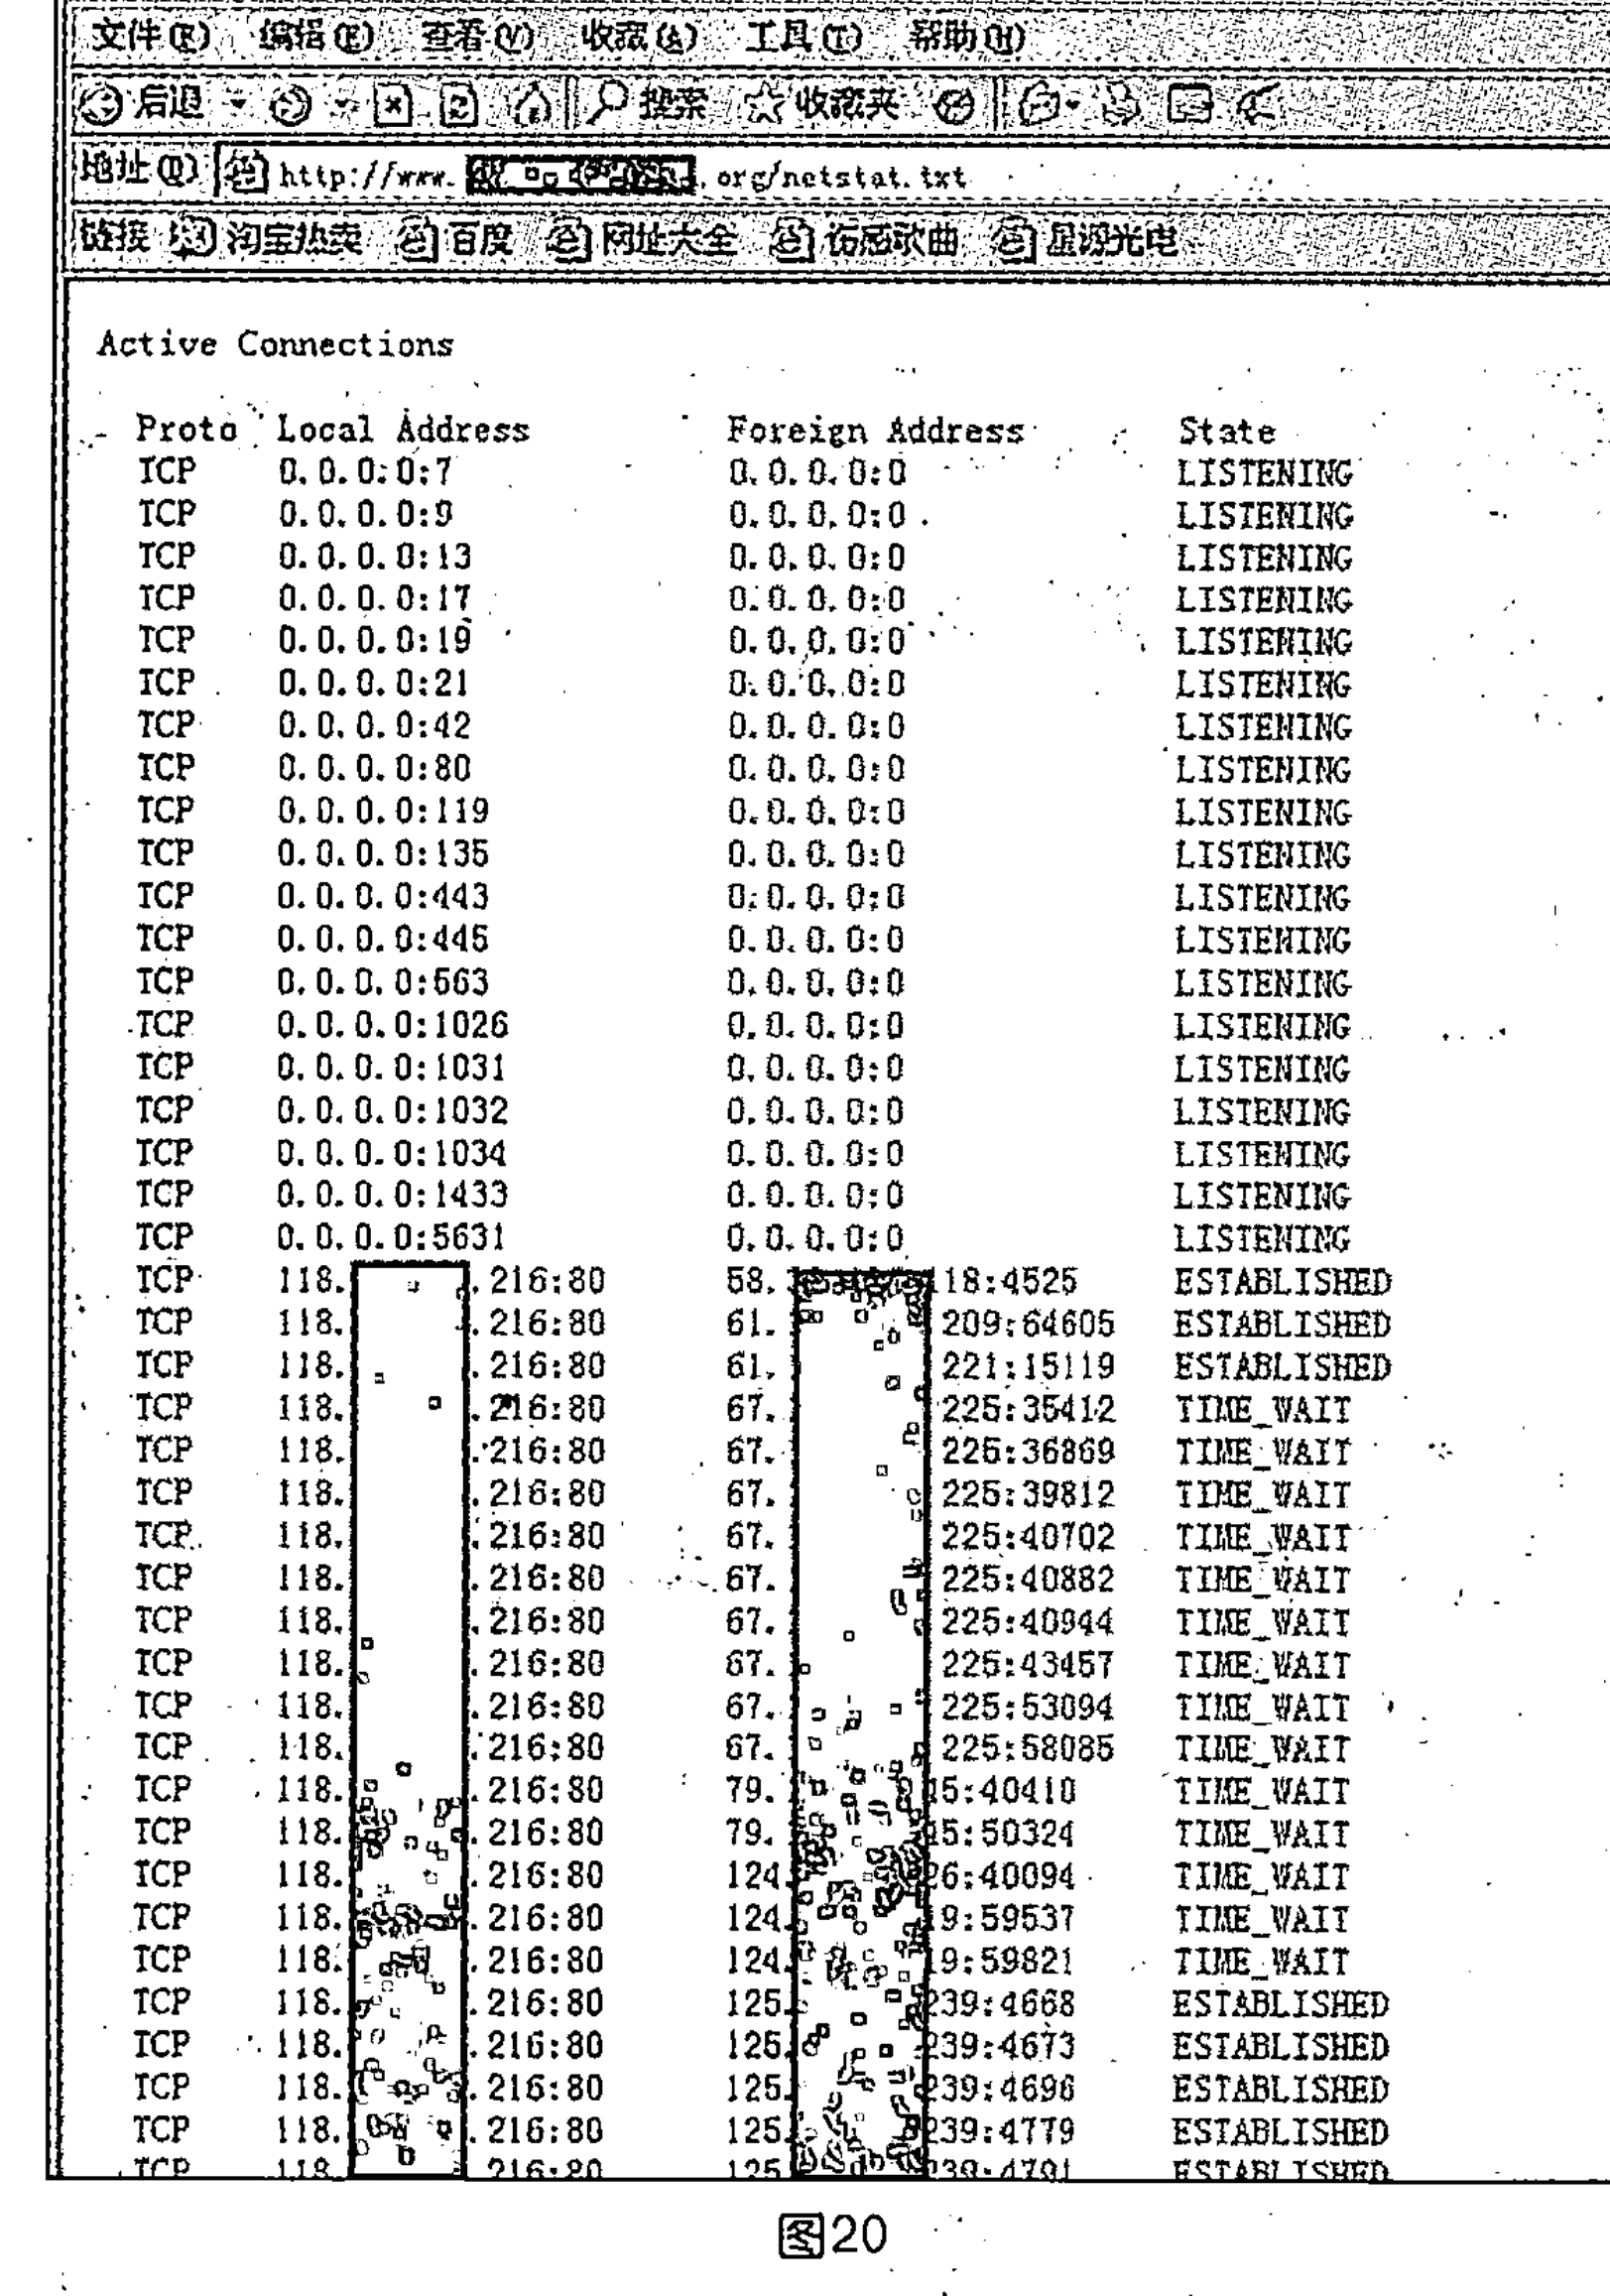 文件(F) 编辑(E) 查看(V) 收藏(A) 工具(T) 帮助(H)
后退 搜索 收藏夹
地址(D) http://www. .org/netstat.txt
链接 淘宝热卖 百度 网址大全 伤感歌曲 星源光电
Active Connections
Proto Local Address Foreign Address State
TCP 0.0.0.0:7 0.0.0.0:0 LISTENING
TCP 0.0.0.0:9 0.0.0.0:0 LISTENING
TCP 0.0.0.0:13 0.0.0.0:0 LISTENING
TCP 0.0.0.0:17 0.0.0.0:0 LISTENING
TCP 0.0.0.0:19 0.0.0.0:0 LISTENING
TCP 0.0.0.0:21 0.0.0.0:0 LISTENING
TCP 0.0.0.0:42 0.0.0.0:0 LISTENING
TCP 0.0.0.0:80 0.0.0.0:0 LISTENING
TCP 0.0.0.0:119 0.0.0.0:0 LISTENING
TCP 0.0.0.0:135 0.0.0.0:0 LISTENING
TCP 0.0.0.0:443 0.0.0.0:0 LISTENING
TCP 0.0.0.0:445 0.0.0.0:0 LISTENING
TCP 0.0.0.0:563 0.0.0.0:0 LISTENING
TCP 0.0.0.0:1026 0.0.0.0:0 LISTENING
TCP 0.0.0.0:1031 0.0.0.0:0 LISTENING
TCP 0.0.0.0:1032 0.0.0.0:0 LISTENING
TCP 0.0.0.0:1034 0.0.0.0:0 LISTENING
TCP 0.0.0.0:1433 0.0.0.0:0 LISTENING
TCP 0.0.0.0:5631 0.0.0.0:0 LISTENING
TCP 118. .216:80 58. 118:4525 ESTABLISHED
TCP 118. .216:80 61. 209:64605 ESTABLISHED
TCP 118. .216:80 61. 221:15119 ESTABLISHED
TCP 118. .216:80 67. 225:35412 TIME_WAIT
TCP 118. .216:80 67. 225:36869 TIME_WAIT
TCP 118. .216:80 67. 225:39812 TIME_WAIT
TCP 118. .216:80 67. 225:40702 TIME_WAIT
TCP 118. .216:80 67. 225:40882 TIME_WAIT
TCP 118. .216:80 67. 225:40944 TIME_WAIT
TCP 118. .216:80 67. 225:43457 TIME_WAIT
TCP 118. .216:80 67. 225:53094 TIME_WAIT
TCP 118. .216:80 67. 225:58085 TIME_WAIT
TCP 118. .216:80 79. 5:40410 TIME_WAIT
TCP 118. .216:80 79. 5:50324 TIME_WAIT
TCP 118. .216:80 124. 26:40094 TIME_WAIT
TCP 118. .216:80 124. 19:59537 TIME_WAIT
TCP 118. .216:80 124. 19:59821 TIME_WAIT
TCP 118. .216:80 125. 239:4668 ESTABLISHED
TCP 118. .216:80 125. 239:4673 ESTABLISHED
TCP 118. .216:80 125. 239:4696 ESTABLISHED
TCP 118. .216:80 125. 239:4779 ESTABLISHED
TCP 118. 216:80 125. 239:4791 ESTABLISHED
图20